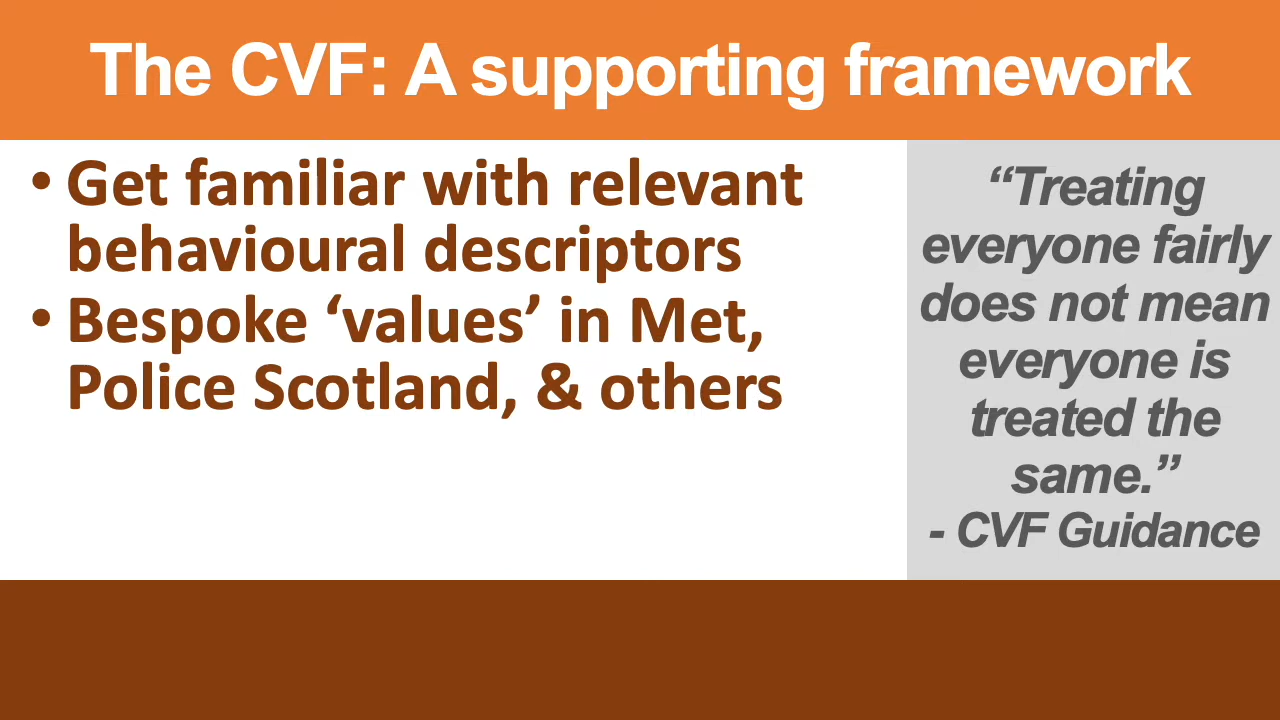 The CVF: A supporting framework
• Get familiar with relevant
behavioural descriptors
• Bespoke ‘values’ in Met,
Police Scotland, & others
“Treating
everyone fairly
does not mean
everyone is
treated the
same.”
- CVF Guidance